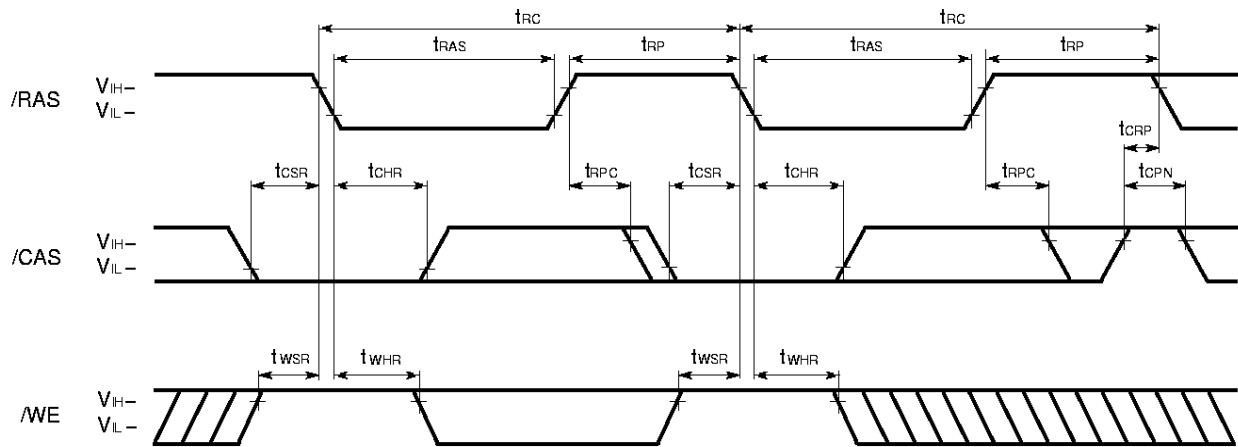 tRC tRC
tRAS tRP tRAS tRP
/RAS VIH– VIL–
tCRP
tCSR tCHR tRPC tCSR tCHR tRPC tCPN
/CAS VIH– VIL–
tWSR tWHR tWSR tWHR
/WE VIH– VIL–